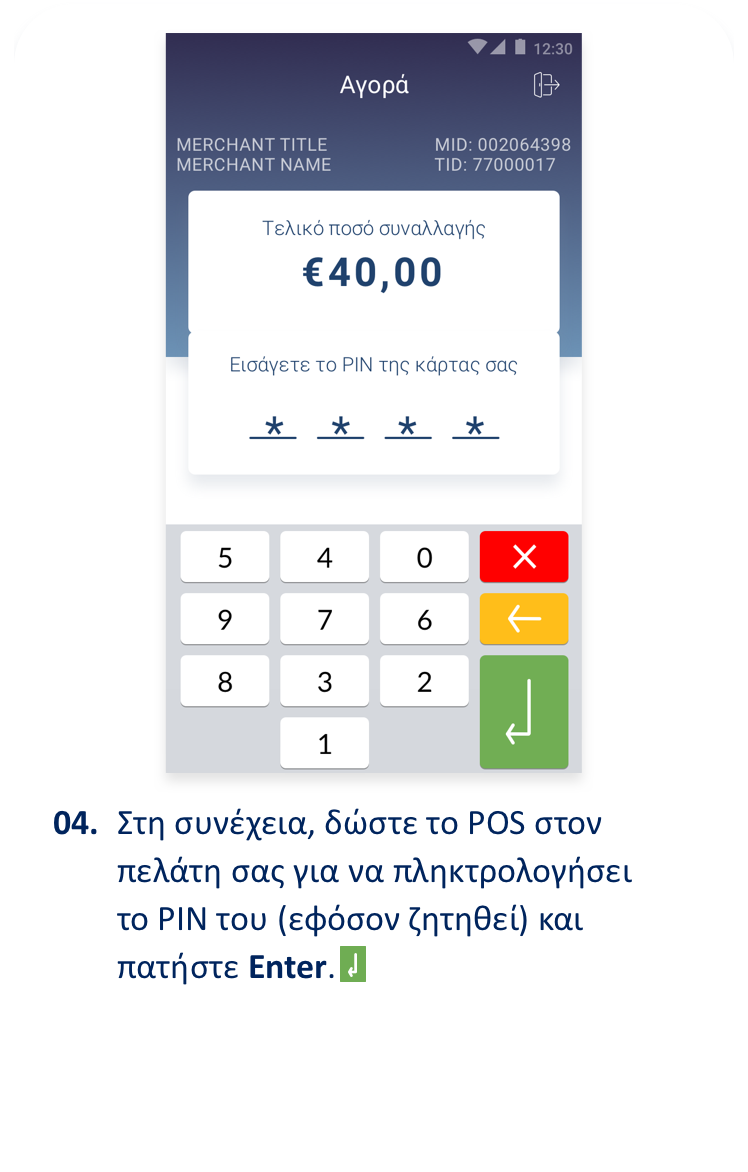 12:30
Αγορά
MERCHANT TITLE MID: 002064398
MERCHANT NAME TID: 77000017
Τελικό ποσό συναλλαγής
€40,00
Εισάγετε το PIN της κάρτας σας
* * * *
5 4 0
9 7 6
8 3 2
1
04. Στη συνέχεια, δώστε το POS στον
πελάτη σας για να πληκτρολογήσει
το PIN του (εφόσον ζητηθεί) και
πατήστε Enter.